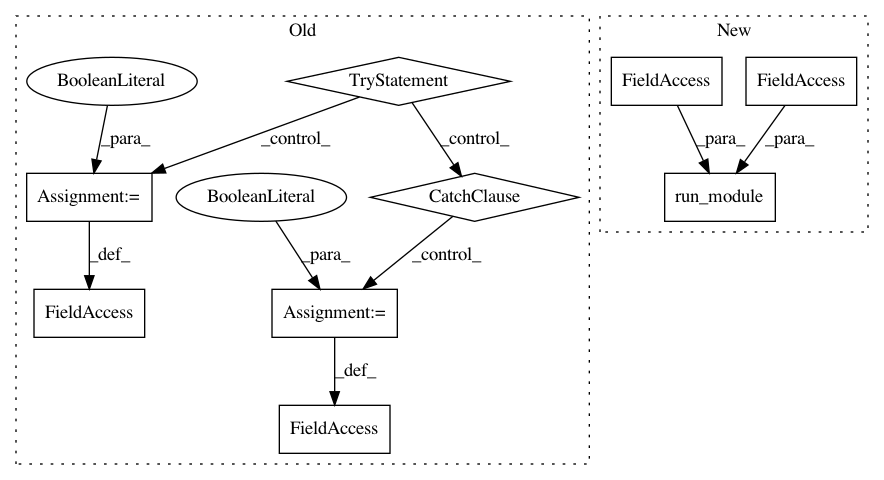 Old
New
BooleanLiteral
TryStatement
FieldAccess
FieldAccess
_para_
_control_
_control_
_para_
_para_
Assignment:=
BooleanLiteral
CatchClause
run_module
_def_
_para_
_control_
FieldAccess
Assignment:=
_def_
FieldAccess